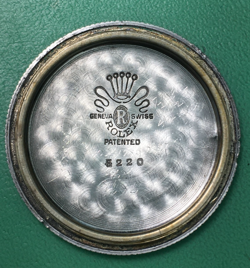 GENEVA R SWISS
ROLEX
PATENTED
5220